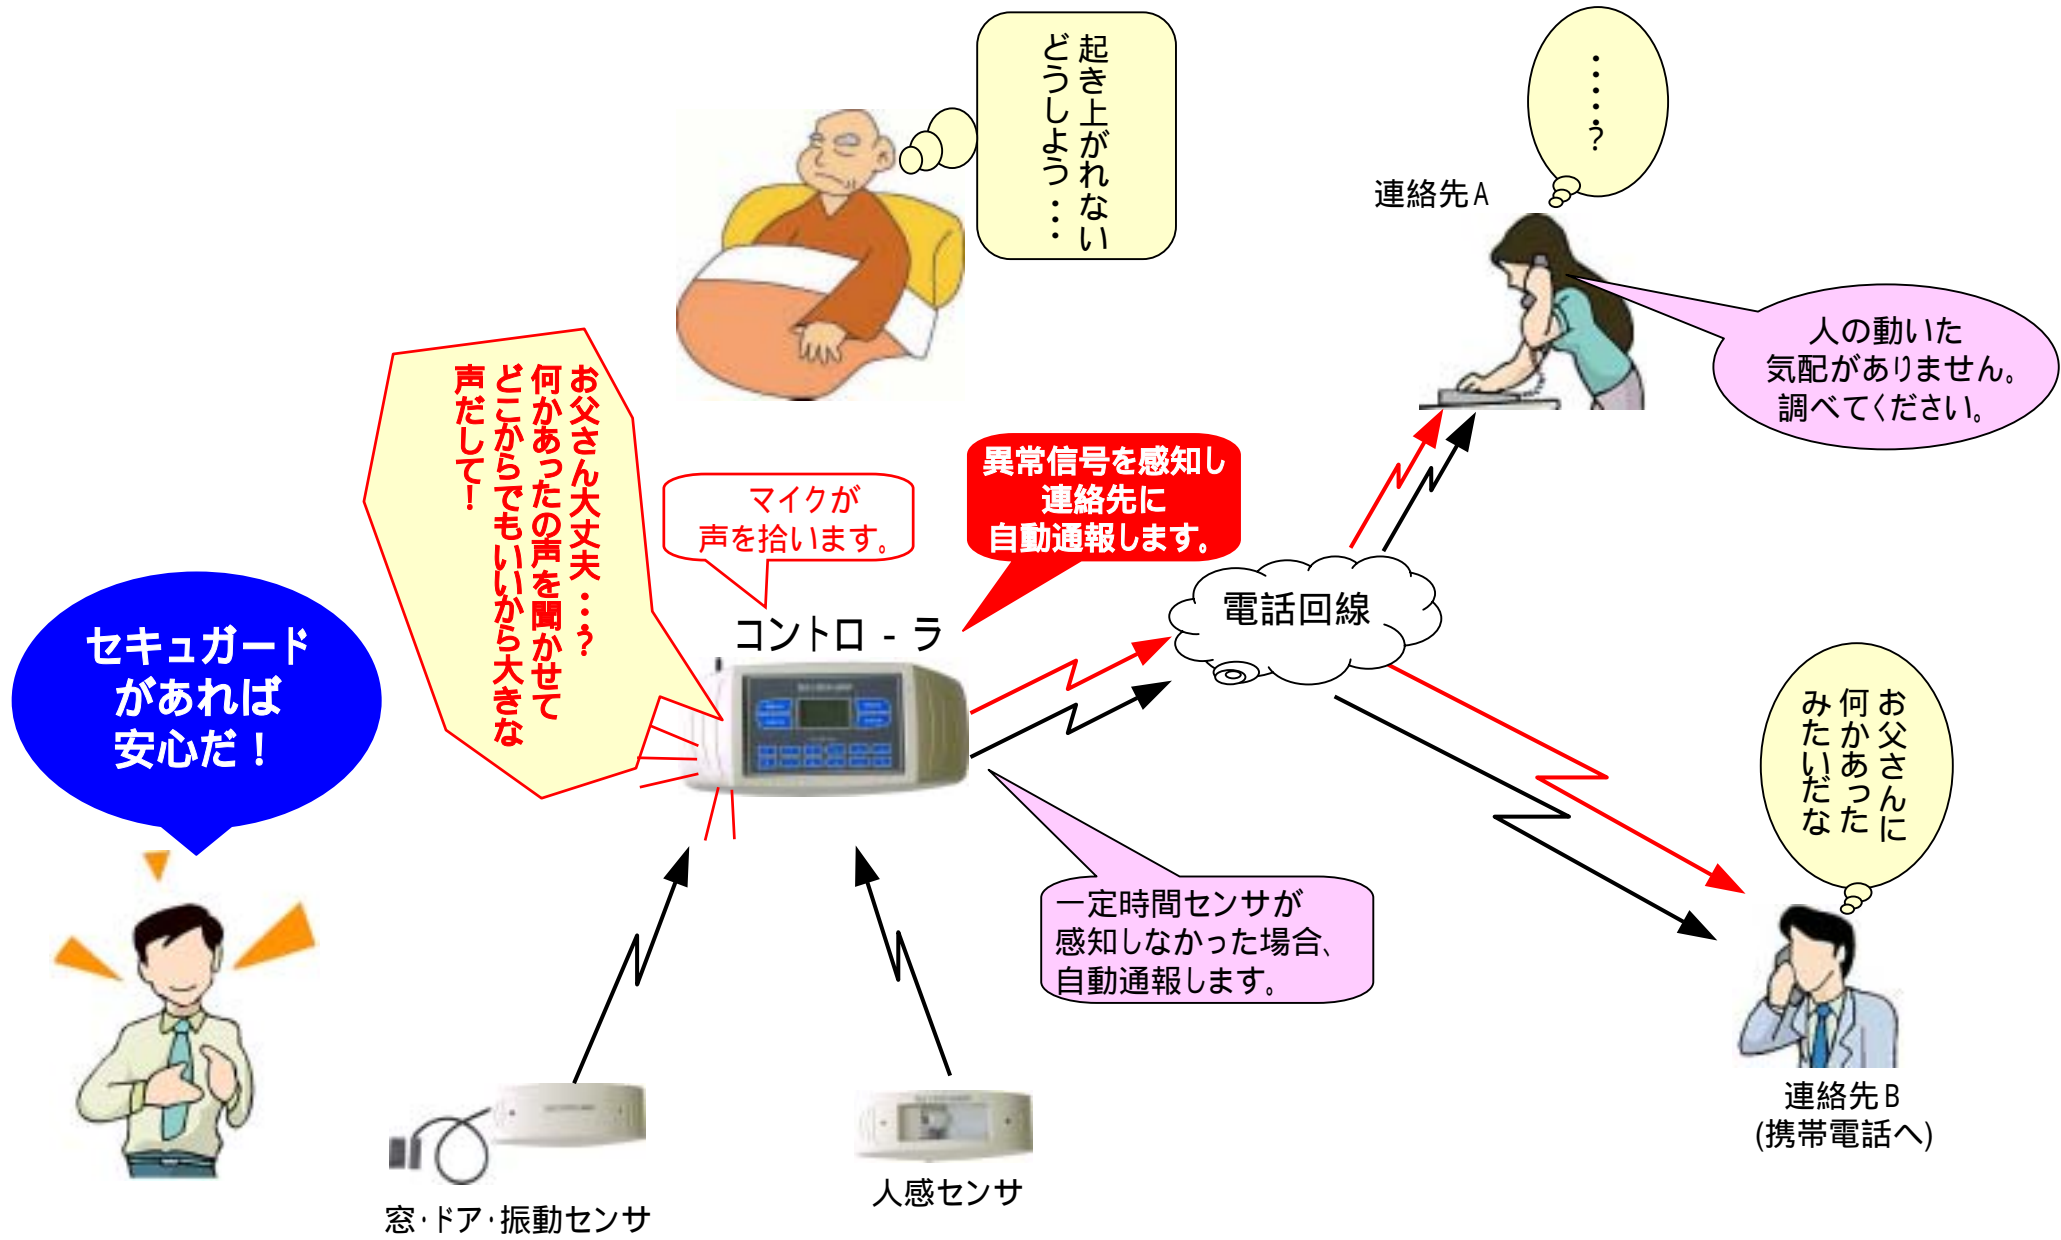 起き上がれない
どうしよう・・・
・・・・・？
連絡先A
人の動いた
気配がありません。
調べてください。
お父さん大丈夫・・・？
何かあったの声を聞かせて
どこからでもいいから大きな
声だして！
マイクが
声を拾います。
異常信号を感知し
連絡先に
自動通報します。
コントロ－ラ
電話回線
セキュガード
があれば
安心だ！
お父さんに
何かあった
みたいだな
一定時間センサが
感知しなかった場合、
自動通報します。
連絡先B
(携帯電話へ)
人感センサ
窓・ドア・振動センサ